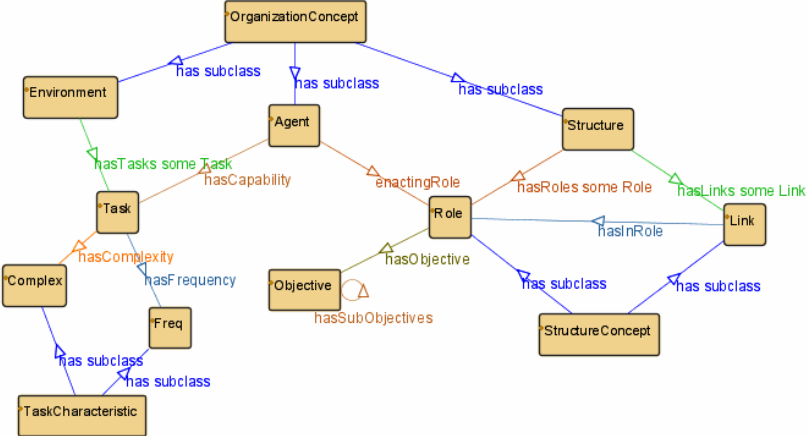 OrganizationConcept
has subclass
has subclass
has subclass
Environment
Agent
Structure
hasTasks some Task
hasCapability
enactingRole
hasRoles some Role
hasLinks some Link
Task
Role
Link
hasInRole
hasComplexity
hasFrequency
hasObjective
Complex
Objective
has subclass
has subclass
hasSubObjectives
Freq
StructureConcept
has subclass
has subclass
TaskCharacteristic